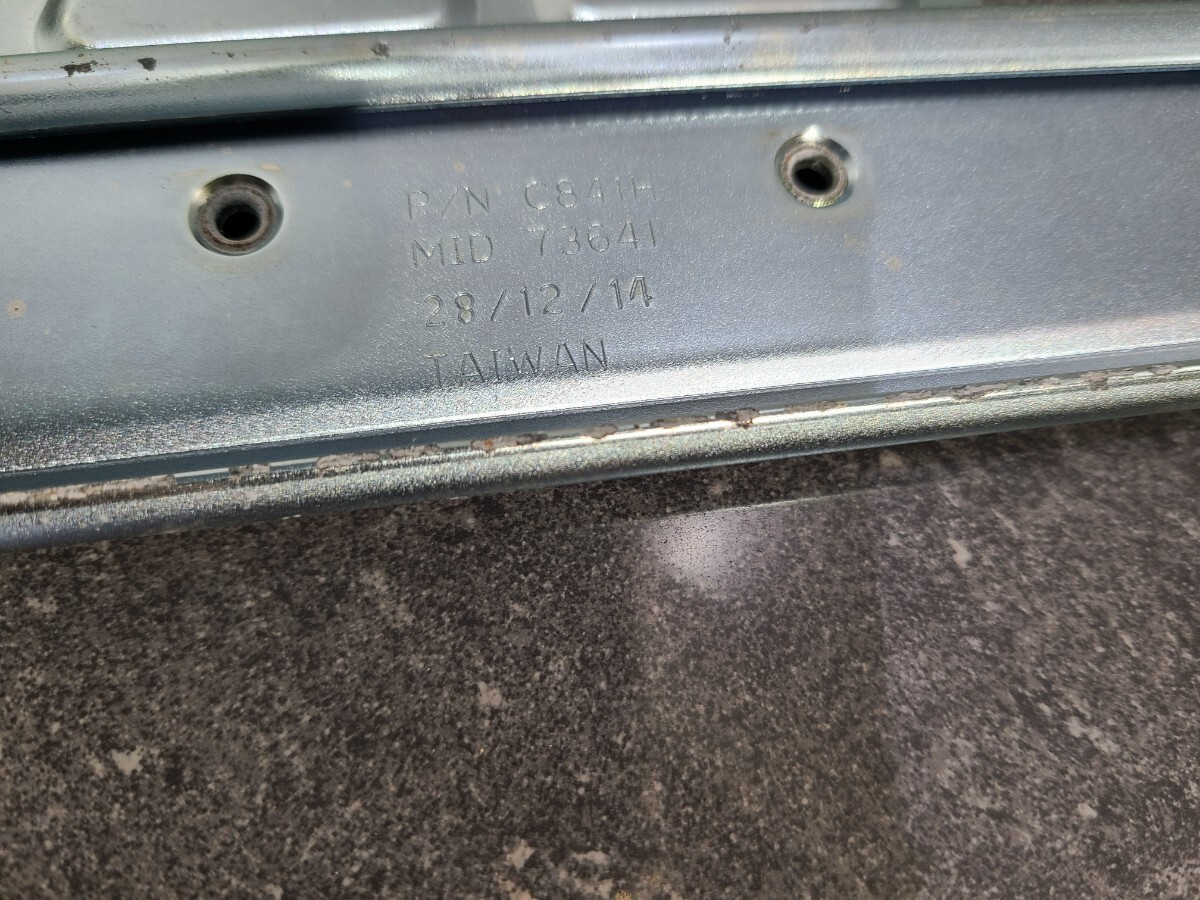 P/N C841H
MID 73641
28/12/14
TAIWAN